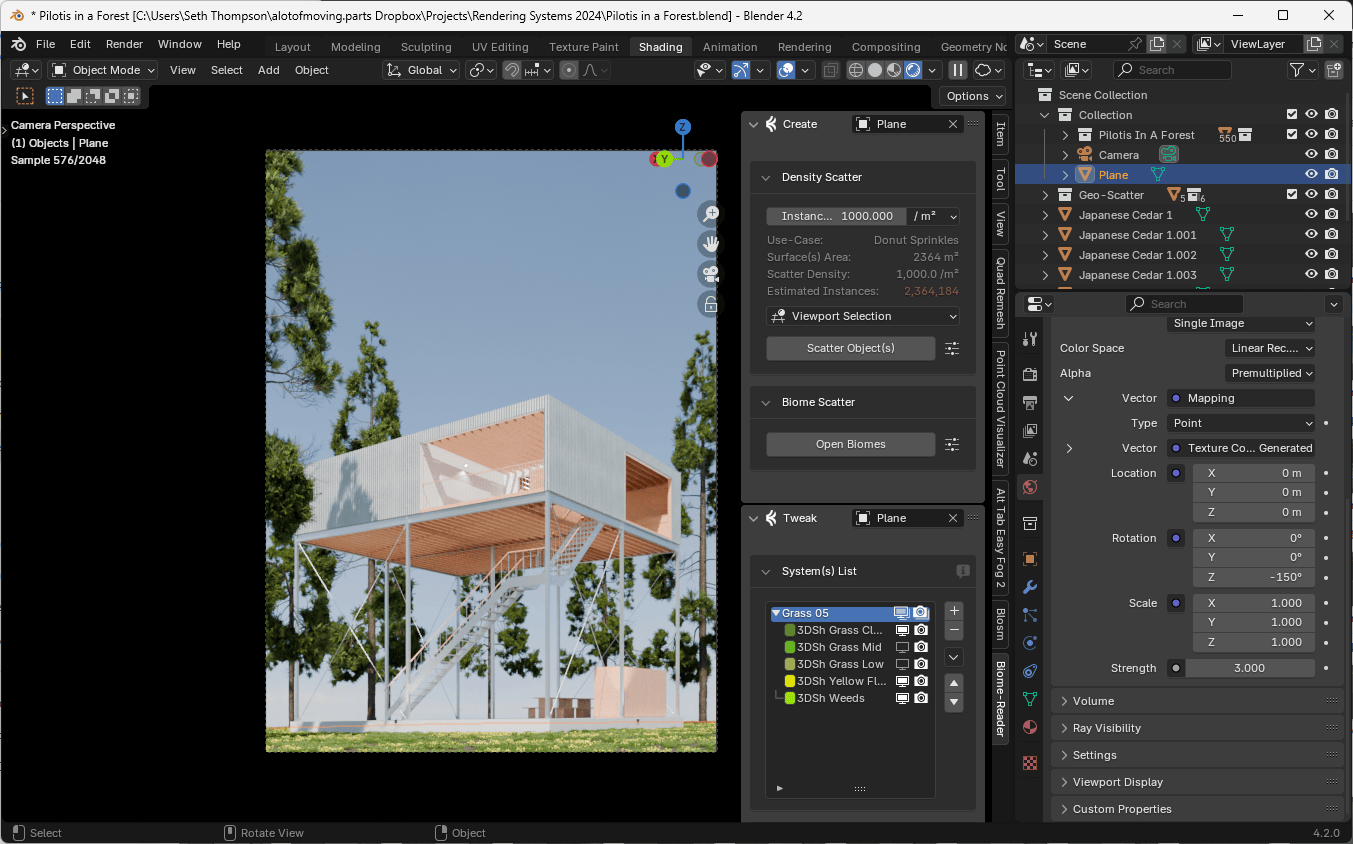 * Pilotis in a Forest [C:\Users\Seth Thompson\alotofmoving.parts Dropbox\Projects\Rendering Systems 2024\Pilotis in a Forest.blend] - Blender 4.2
File Edit Render Window Help Layout Modeling Sculpting UV Editing Texture Paint Shading Animation Rendering Compositing Geometry No
Scene ViewLayer
Object Mode View Select Add Object Global
Search
Options
Camera Perspective
(1) Objects | Plane
Sample 576/2048
Z
Y
X
Create Plane
Density Scatter
Instanc... 1000.000 / m²
Use-Case: Donut Sprinkles
Surface(s) Area: 2364 m²
Scatter Density: 1,000.0 /m²
Estimated Instances: 2,364,184
Viewport Selection
Scatter Object(s)
Biome Scatter
Open Biomes
Tweak Plane
System(s) List
Grass 05
3DSh Grass Cl...
3DSh Grass Mid
3DSh Grass Low
3DSh Yellow Fl...
3DSh Weeds
Item
Tool
View
Quad Remesh
Point Cloud Visualizer
Alt Tab Easy Fog 2
Blosm
Biome-Reader
Scene Collection
Collection
Pilotis In A Forest 550
Camera
Plane
Geo-Scatter 5 6
Japanese Cedar 1
Japanese Cedar 1.001
Japanese Cedar 1.002
Japanese Cedar 1.003
Search
Single Image
Color Space Linear Rec....
Alpha Premultiplied
Vector Mapping
Type Point
Vector Texture Co... Generated
Location X 0 m
Y 0 m
Z 0 m
Rotation X 0°
Y 0°
Z -150°
Scale X 1.000
Y 1.000
Z 1.000
Strength 3.000
Volume
Ray Visibility
Settings
Viewport Display
Custom Properties
Select Rotate View Object 4.2.0